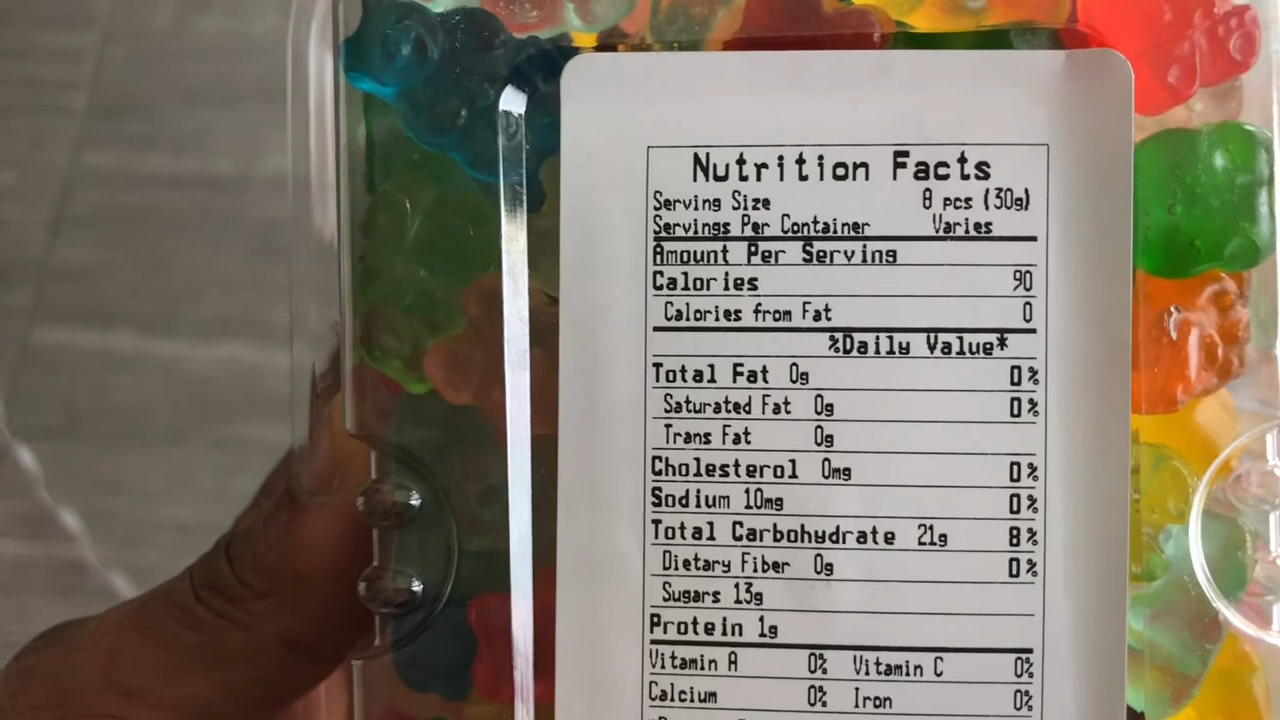 Nutrition Facts
Serving Size 8 pcs (30g)
Servings Per Container Varies
Amount Per Serving
Calories 90
Calories from Fat 0
%Daily Value*
Total Fat 0g 0%
Saturated Fat 0g 0%
Trans Fat 0g
Cholesterol 0mg 0%
Sodium 10mg 0%
Total Carbohydrate 21g 8%
Dietary Fiber 0g 0%
Sugars 13g
Protein 1g
Vitamin A 0% Vitamin C 0%
Calcium 0% Iron 0%